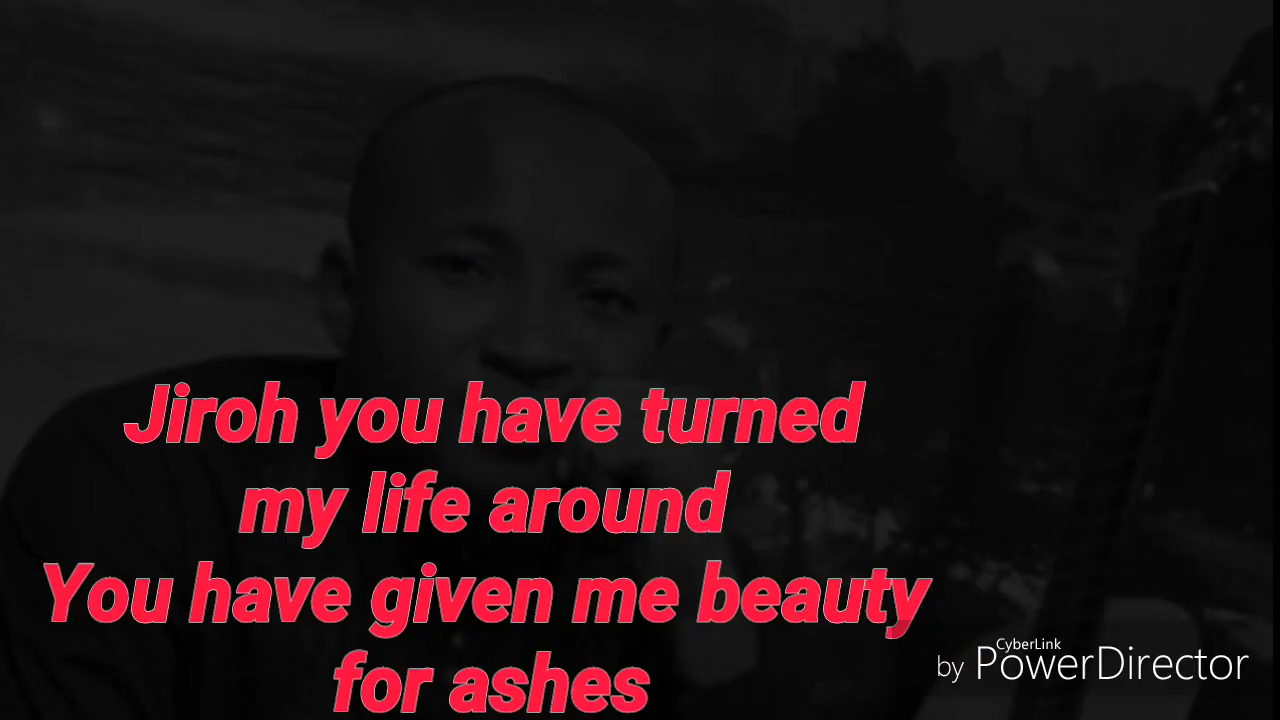 Jiroh you have turned
my life around
You have given me beauty
for ashes
CyberLink
by PowerDirector